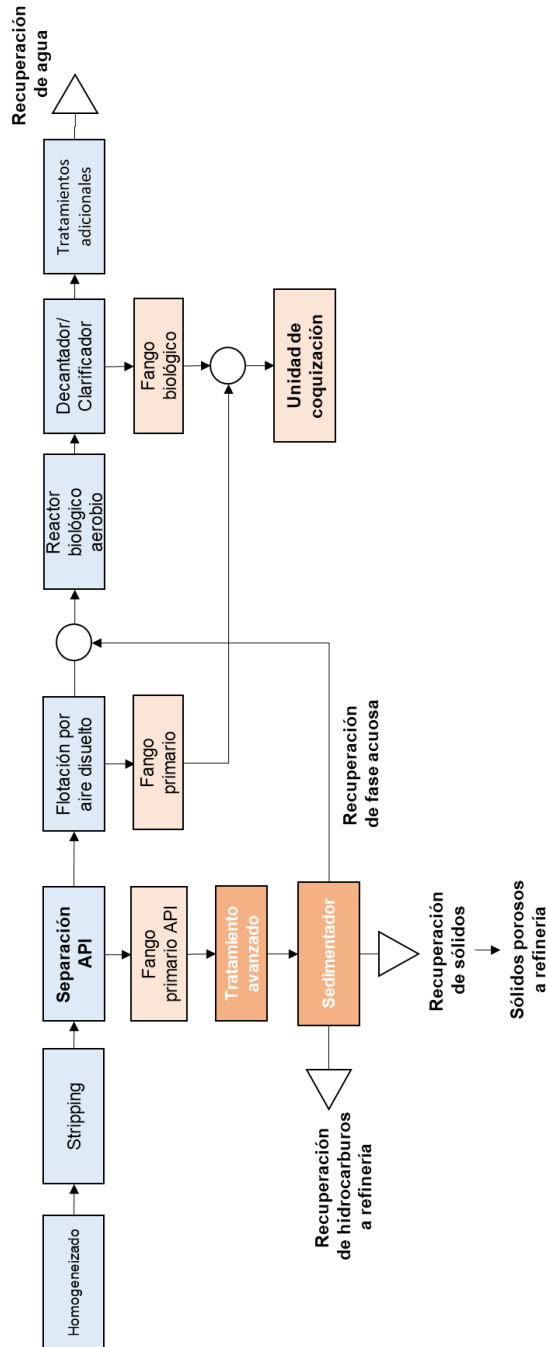 Homogeneizado
Stripping
Separación
API
Flotación por
aire disuelto
Reactor
biológico
aerobio
Decantador/
Clarificador
Tratamientos
adicionales
Recuperación
de agua
Fango
primario API
Fango
primario
Fango
biológico
Tratamiento
avanzado
Unidad de
coquización
Sedimentador
Recuperación
de fase acuosa
Recuperación
de hidrocarburos
a refinería
Recuperación
de sólidos
Sólidos porosos
a refinería